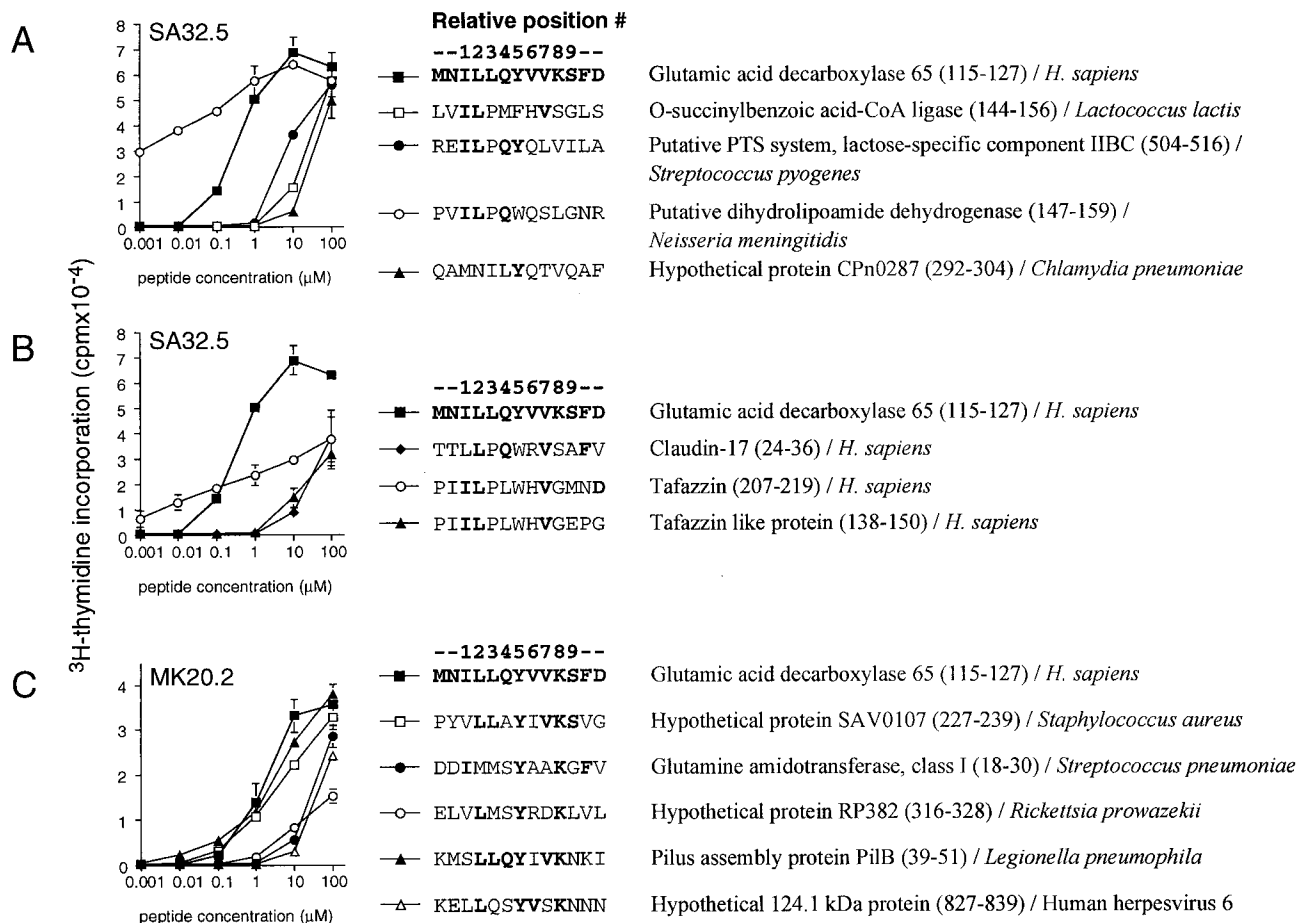 Relative position #
A
SA32.5
8
7
6
5
4
3
2
1
0
0.001 0.01 0.1 1 10 100
peptide concentration (µM)
--123456789--
MNILLQYVVKSFD Glutamic acid decarboxylase 65 (115-127) / H. sapiens
LVILPMFHVSGLS O-succinylbenzoic acid-CoA ligase (144-156) / Lactococcus lactis
REILPQYQLVILA Putative PTS system, lactose-specific component IIBC (504-516) /
Streptococcus pyogenes
PVILPQWQSLGNR Putative dihydrolipoamide dehydrogenase (147-159) /
Neisseria meningitidis
QAMNILYQTVQAF Hypothetical protein CPn0287 (292-304) / Chlamydia pneumoniae
³H-thymidine incorporation (cpmx10⁻⁴)
B
SA32.5
8
7
6
5
4
3
2
1
0
0.001 0.01 0.1 1 10 100
peptide concentration (µM)
--123456789--
MNILLQYVVKSFD Glutamic acid decarboxylase 65 (115-127) / H. sapiens
TTLLPQWRVSAFV Claudin-17 (24-36) / H. sapiens
PIILPLWHVGMND Tafazzin (207-219) / H. sapiens
PIILPLWHVGEPG Tafazzin like protein (138-150) / H. sapiens
C
MK20.2
4
3
2
1
0
0.001 0.01 0.1 1 10 100
peptide concentration (µM)
--123456789--
MNILLQYVVKSFD Glutamic acid decarboxylase 65 (115-127) / H. sapiens
PYVLLAYIVKSVG Hypothetical protein SAV0107 (227-239) / Staphylococcus aureus
DDIMMSYAAKGFV Glutamine amidotransferase, class I (18-30) / Streptococcus pneumoniae
ELVLMSYRDKLVL Hypothetical protein RP382 (316-328) / Rickettsia prowazekii
KMSLLQYIVKNKI Pilus assembly protein PilB (39-51) / Legionella pneumophila
KELLQSYVSKNNN Hypothetical 124.1 kDa protein (827-839) / Human herpesvirus 6